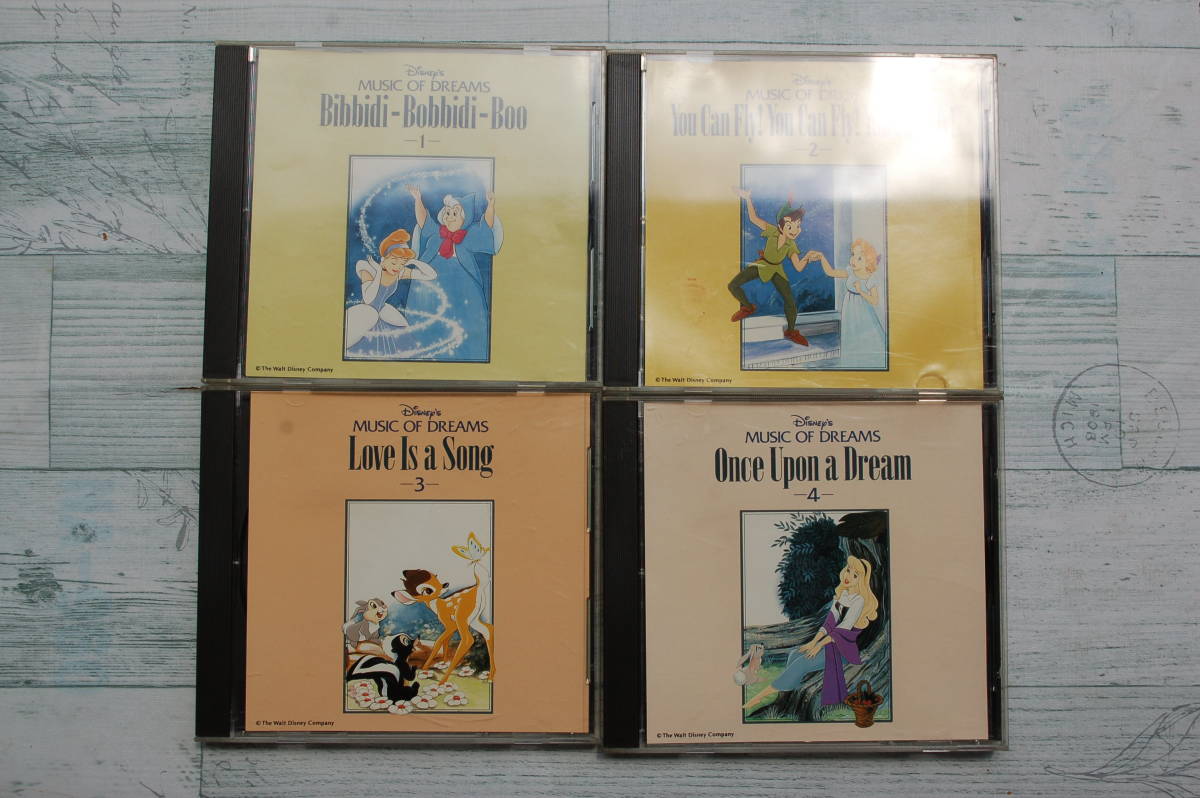 Disney's
MUSIC OF DREAMS
Bibbidi-Bobbidi-Boo
-1-
© The Walt Disney Company
Disney's
MUSIC OF
You Can Fly! You Can Fly!
-2-
© The Walt Disney Company
Disney's
MUSIC OF DREAMS
Love Is a Song
-3-
© The Walt Disney Company
Disney's
MUSIC OF DREAMS
Once Upon a Dream
-4-
© The Walt Disney Company
MICH
1908